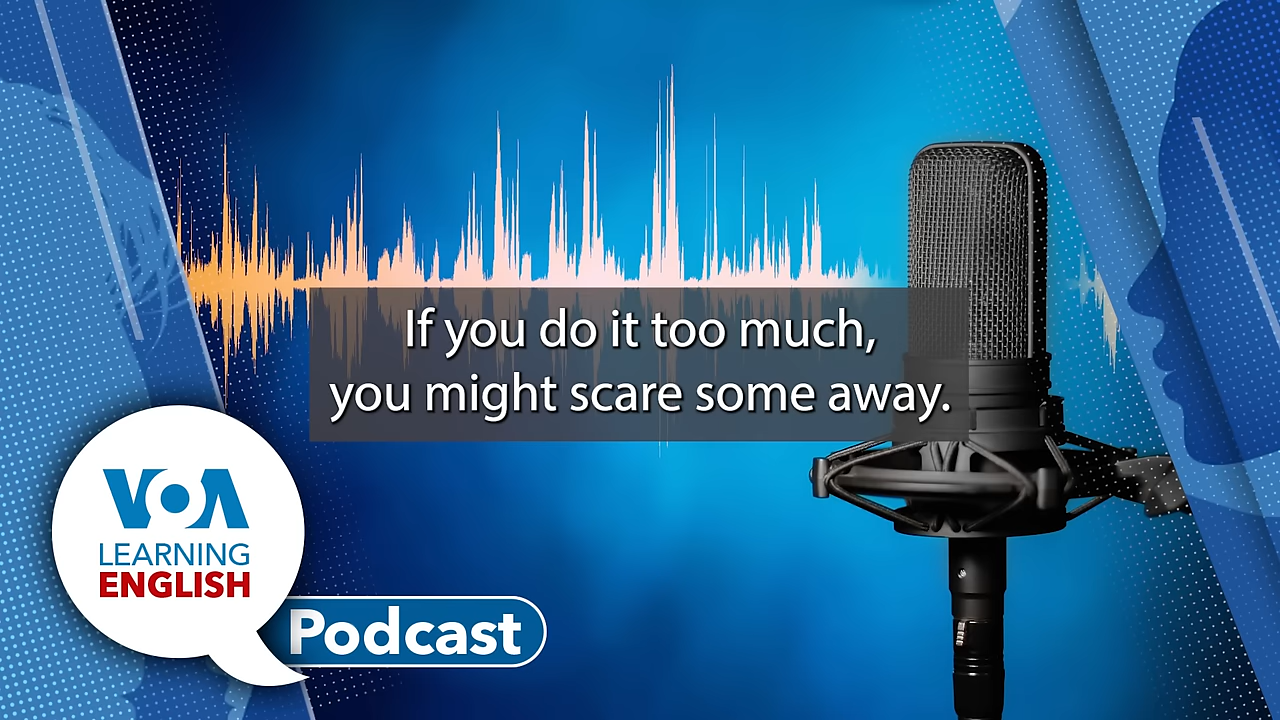 If you do it too much,
you might scare some away.
VOA
LEARNING
ENGLISH
Podcast